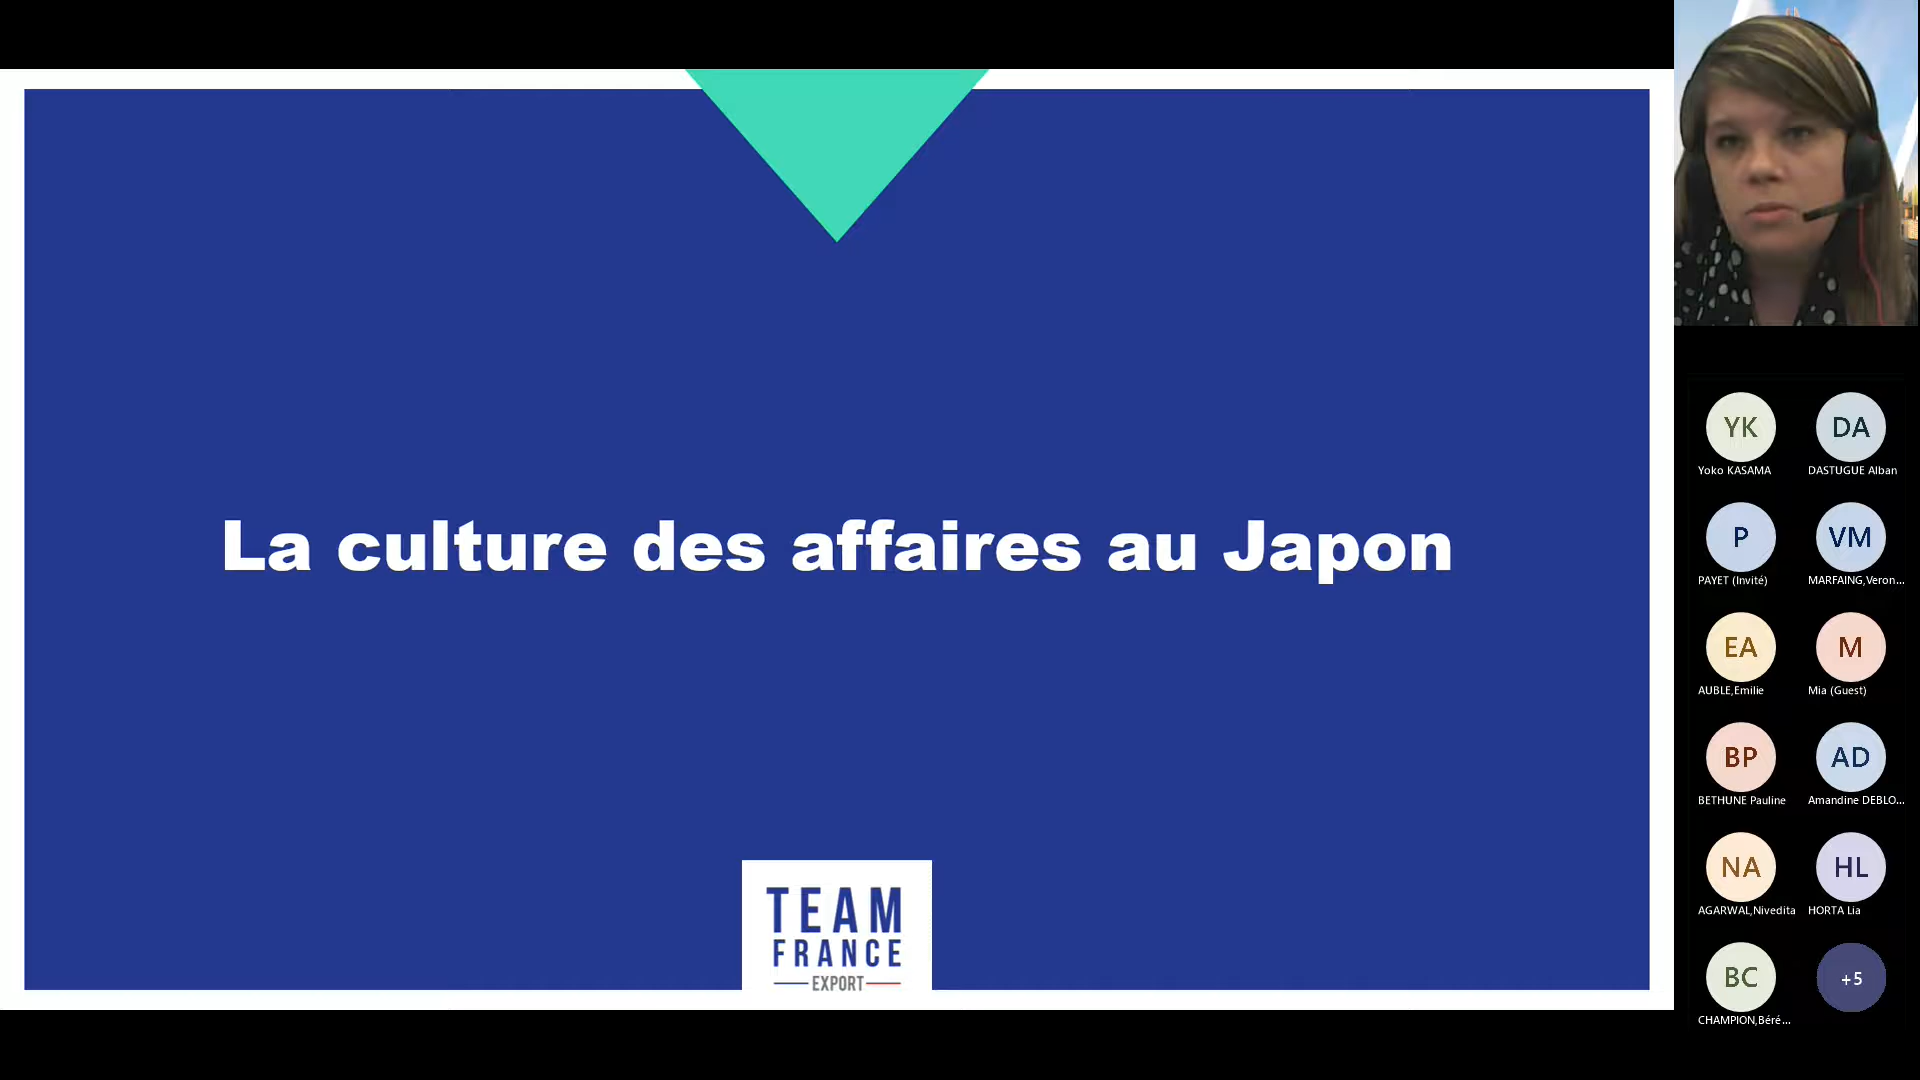 La culture des affaires au Japon
TEAM
FRANCE
EXPORT
YK
Yoko KASAMA
DA
DASTUGUE Alban
P
PAYET (Invité)
VM
MARFAING,Veron...
EA
AUBLE,Emilie
M
Mia (Guest)
BP
BETHUNE Pauline
AD
Amandine DEBLO...
NA
AGARWAL,Nivedita
HL
HORTA Lia
BC
CHAMPION,Béré...
+5